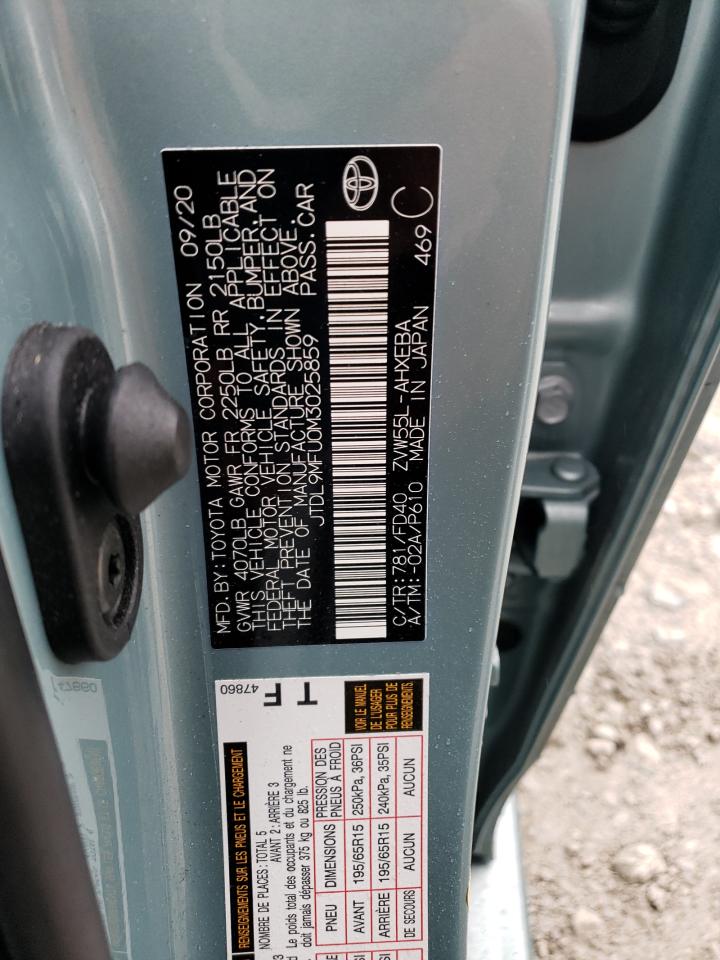 MFD.BY:TOYOTA MOTOR CORPORATION 09/20
GVWR 4070LB GAWR FR 2250LB RR 2150LB
THIS VEHICLE CONFORMS TO ALL APPLICABLE
FEDERAL MOTOR VEHICLE SAFETY,BUMPER,AND
THEFT PREVENTION STANDARDS IN EFFECT ON
THE DATE OF MANUFACTURE SHOWN ABOVE.
JTDL9MFU0M3025859 PASS.CAR
C/TR:781/FD40 ZVW55L-AHXEBA 469
A/TM:-02A/P610 MADE IN JAPAN C
47860
RENSEIGNEMENTS SUR LES PNEUS ET LE CHARGEMENT
NOMBRE DE PLACES: TOTAL 5
AVANT 2: ARRIÈRE 3
Le poids total des occupants et du chargement ne
doit jamais dépasser 375 kg ou 825 lb.
PNEU DIMENSIONS PRESSION DES PNEUS À FROID
AVANT 195/65R15 250kPa, 36PSI
ARRIÈRE 195/65R15 240kPa, 35PSI
DE SECOURS AUCUN AUCUN
VOIR LE MANUEL
DE L'USAGER
POUR PLUS DE
RENSEIGNEMENTS